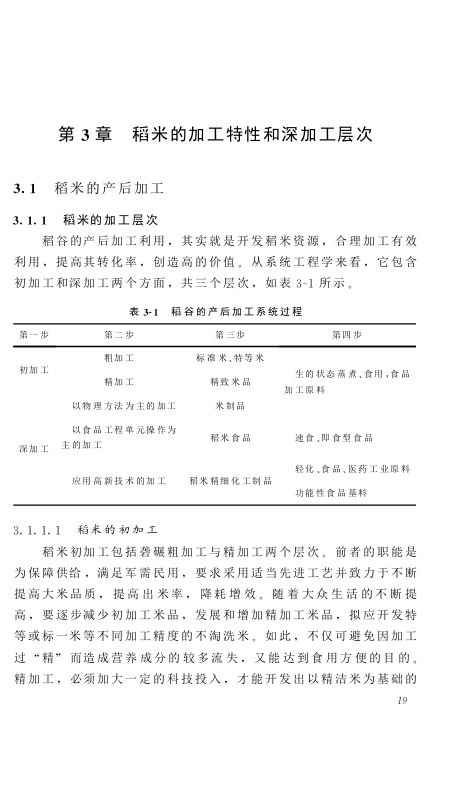 第 3 章　稻米的加工特性和深加工层次
3. 1　稻米的产后加工
3. 1. 1　稻米的加工层次
稻谷的产后加工利用，其实就是开发稻米资源，合理加工有效
利用，提高其转化率，创造高的价值。从系统工程学来看，它包含
初加工和深加工两个方面，共三个层次，如表 3-1 所示。
表 3-1　稻谷的产后加工系统过程
第一步　第二步　第三步　第四步
初加工
粗加工　标准米、特等米
精加工　精致米品
生的状态蒸煮、食用，食品
加工原料
深加工
以物理方法为主的加工　米制品
以食品工程单元操作为
主的加工
稻米食品　速食、即食型食品
应用高新技术的加工　稻米精细化工制品
轻化、食品、医药工业原料
功能性食品基料
3. 1. 1. 1　稻米的初加工
稻米初加工包括砻碾粗加工与精加工两个层次。前者的职能是
为保障供给，满足军需民用，要求采用适当先进工艺并致力于不断
提高大米品质，提高出米率，降耗增效。随着大众生活的不断提
高，要逐步减少初加工米品，发展和增加精加工米品，拟应开发特
等或标一米等不同加工精度的不淘洗米。如此，不仅可避免因加工
过“精”而造成营养成分的较多流失，又能达到食用方便的目的。
精加工，必须加大一定的科技投入，才能开发出以精洁米为基础的
19